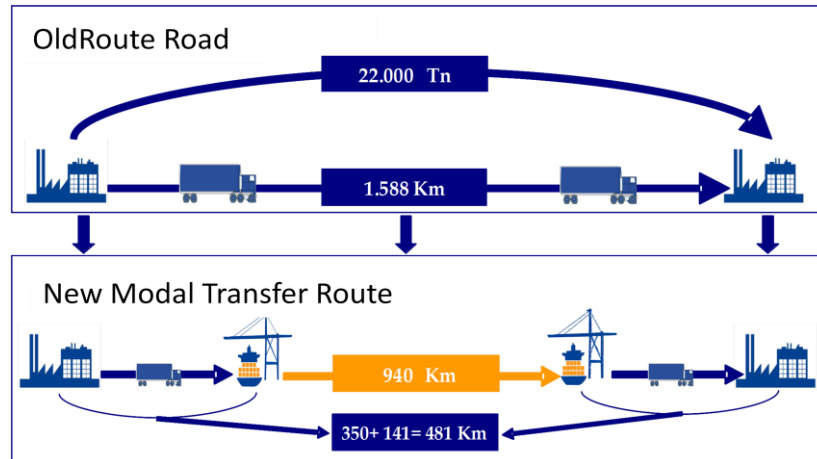 OldRoute Road
22.000 Tn
1.588 Km
New Modal Transfer Route
940 Km
350+ 141= 481 Km